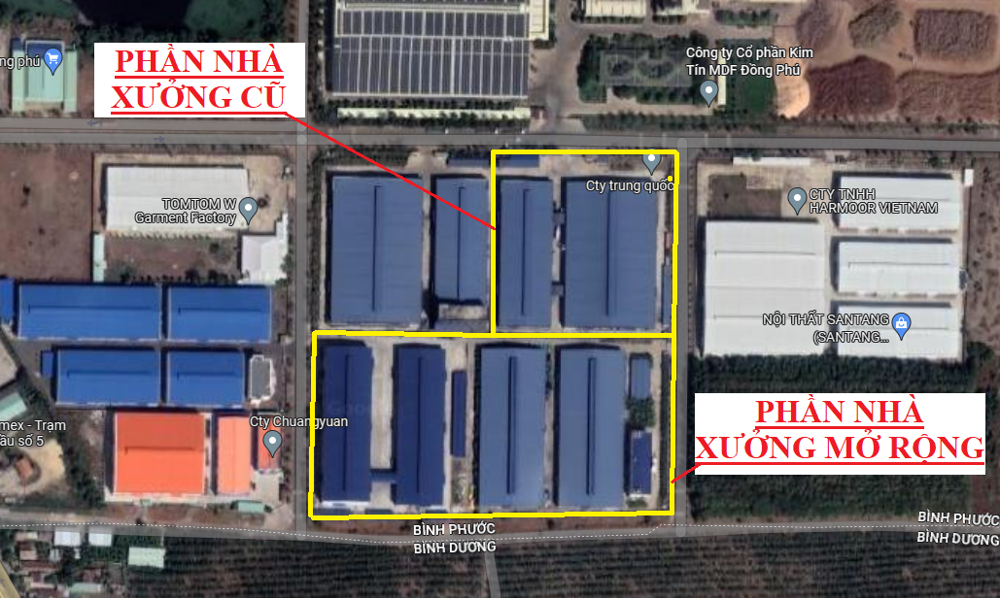 ng phú
PHẦN NHÀ
XƯỞNG CŨ
Công ty Cổ phần Kim
Tín MDF Đồng Phú
Cty trung quốc
TOMTOM W
Garment Factory
CTY TNHH
HARMOOR VIETNAM
NỘI THẤT SANTANG
(SANTANG...
PHẦN NHÀ
XƯỞNG MỞ RỘNG
Cty Chuangyuan
mex - Trạm
ầu số 5
BÌNH PHƯỚC
BÌNH DƯƠNG
BÌNH PHƯỚC
BÌNH DƯƠNG